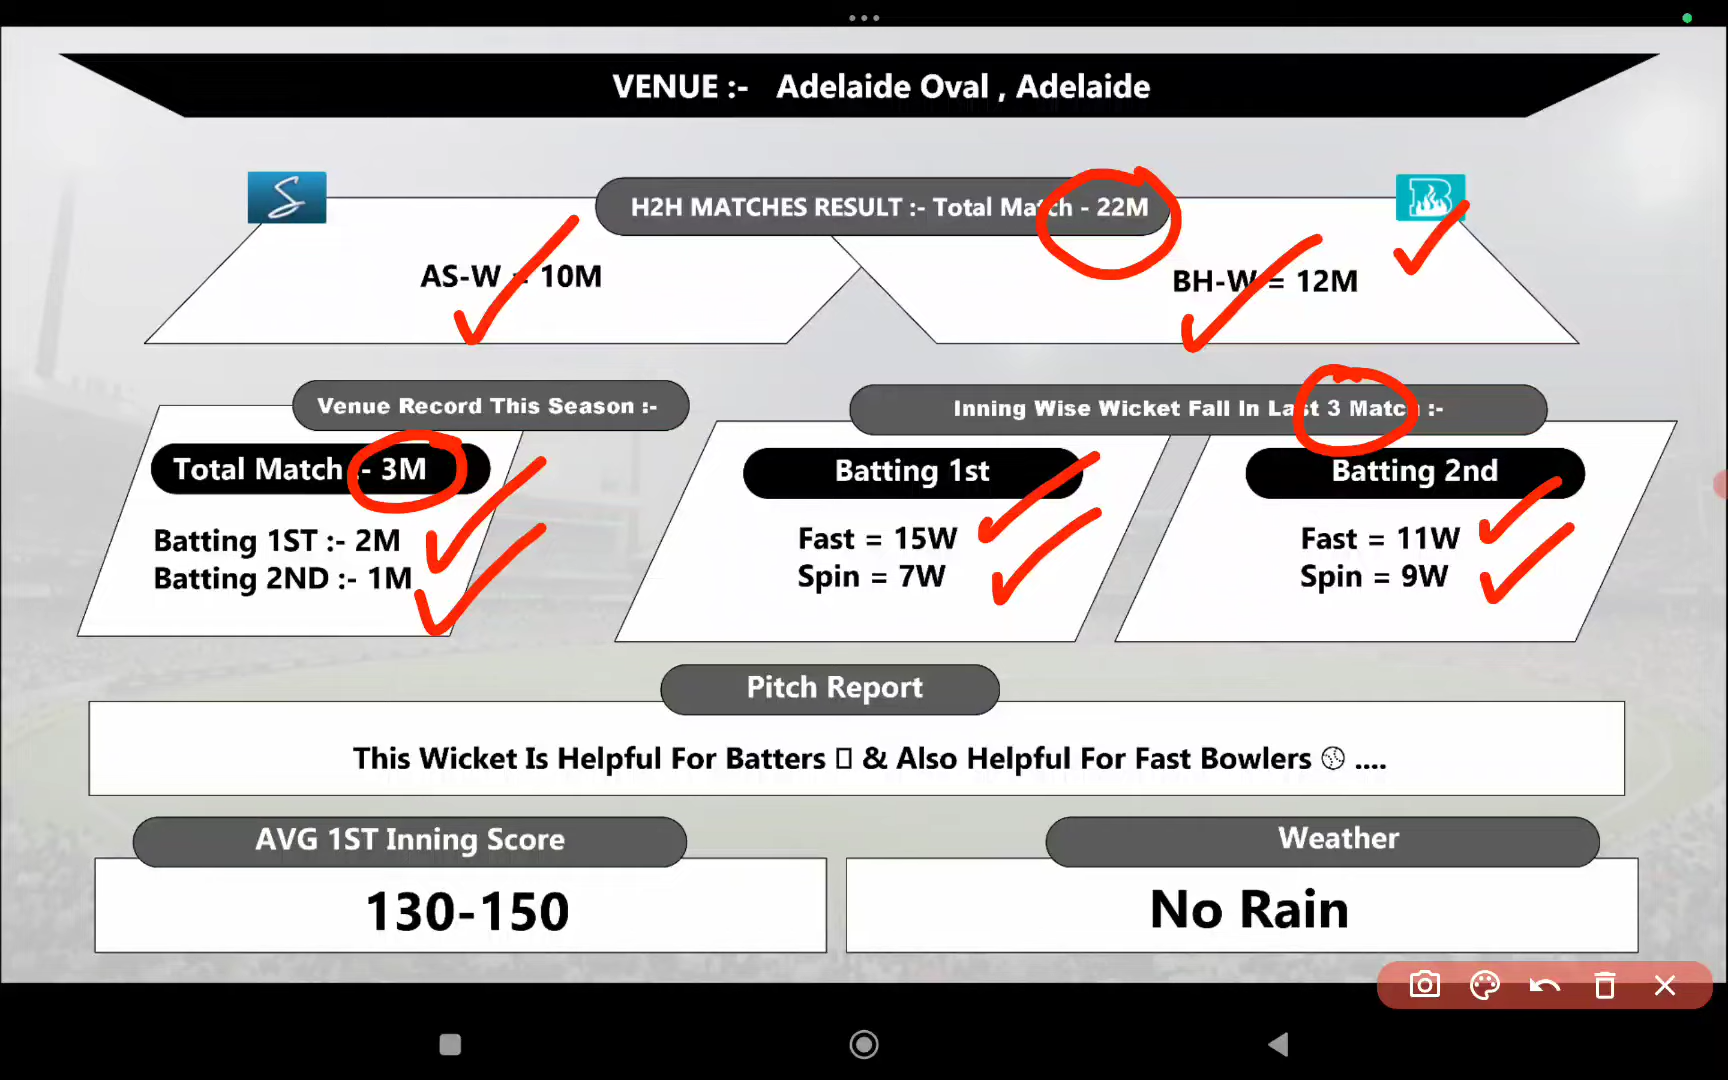 VENUE :- Adelaide Oval , Adelaide
H2H MATCHES RESULT :- Total Match - 22M
AS-W = 10M
BH-W = 12M
Venue Record This Season :-
Total Match :- 3M
Batting 1ST :- 2M
Batting 2ND :- 1M
Inning Wise Wicket Fall In Last 3 Match :-
Batting 1st
Fast = 15W
Spin = 7W
Batting 2nd
Fast = 11W
Spin = 9W
Pitch Report
This Wicket Is Helpful For Batters & Also Helpful For Fast Bowlers ....
AVG 1ST Inning Score
130-150
Weather
No Rain